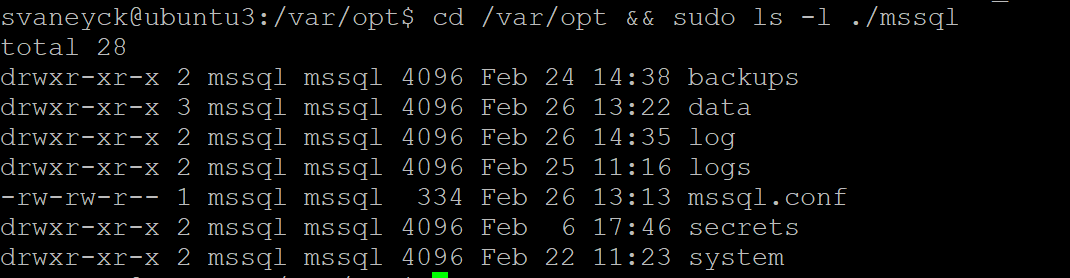 svaneyck@ubuntu3:/var/opt$ cd /var/opt && sudo ls -l ./mssql
total 28
drwxr-xr-x 2 mssql mssql 4096 Feb 24 14:38 backups
drwxr-xr-x 3 mssql mssql 4096 Feb 26 13:22 data
drwxr-xr-x 2 mssql mssql 4096 Feb 26 14:35 log
drwxr-xr-x 2 mssql mssql 4096 Feb 25 11:16 logs
-rw-rw-r-- 1 mssql mssql  334 Feb 26 13:13 mssql.conf
drwxr-xr-x 2 mssql mssql 4096 Feb  6 17:46 secrets
drwxr-xr-x 2 mssql mssql 4096 Feb 22 11:23 system